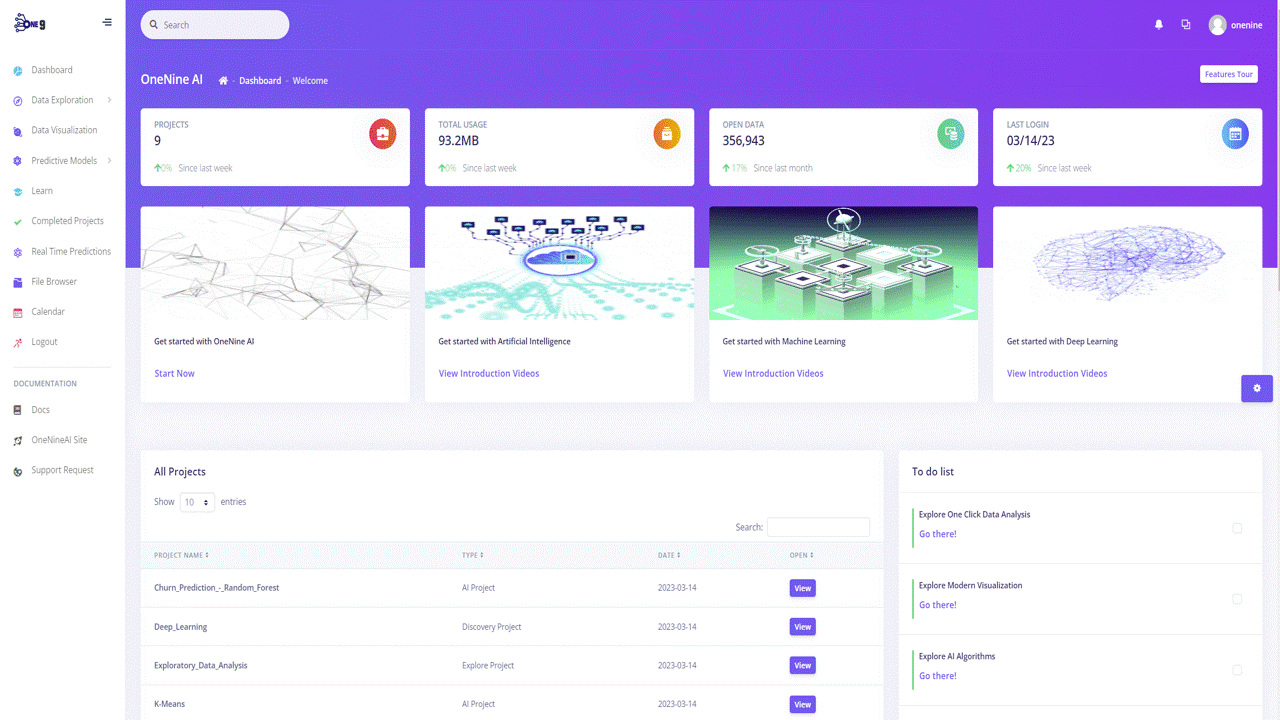 ONE 9
Search
onenine
Dashboard
Data Exploration
Data Visualization
Predictive Models
Learn
Completed Projects
Real Time Predictions
File Browser
Calendar
Logout
DOCUMENTATION
Docs
OneNineAI Site
Support Request
OneNine AI - Dashboard - Welcome
Features Tour
PROJECTS
9
0% Since last week
TOTAL USAGE
93.2MB
0% Since last week
OPEN DATA
356,943
17% Since last month
LAST LOGIN
03/14/23
20% Since last week
Get started with OneNine AI
Start Now
Get started with Artificial Intelligence
View Introduction Videos
Get started with Machine Learning
View Introduction Videos
Get started with Deep Learning
View Introduction Videos
All Projects
Show 10 entries
Search:
PROJECT NAME TYPE DATE OPEN
Churn_Prediction_-_Random_Forest AI Project 2023-03-14 View
Deep_Learning Discovery Project 2023-03-14 View
Exploratory_Data_Analysis Explore Project 2023-03-14 View
K-Means AI Project 2023-03-14 View
To do list
Explore One Click Data Analysis
Go there!
Explore Modern Visualization
Go there!
Explore AI Algorithms
Go there!